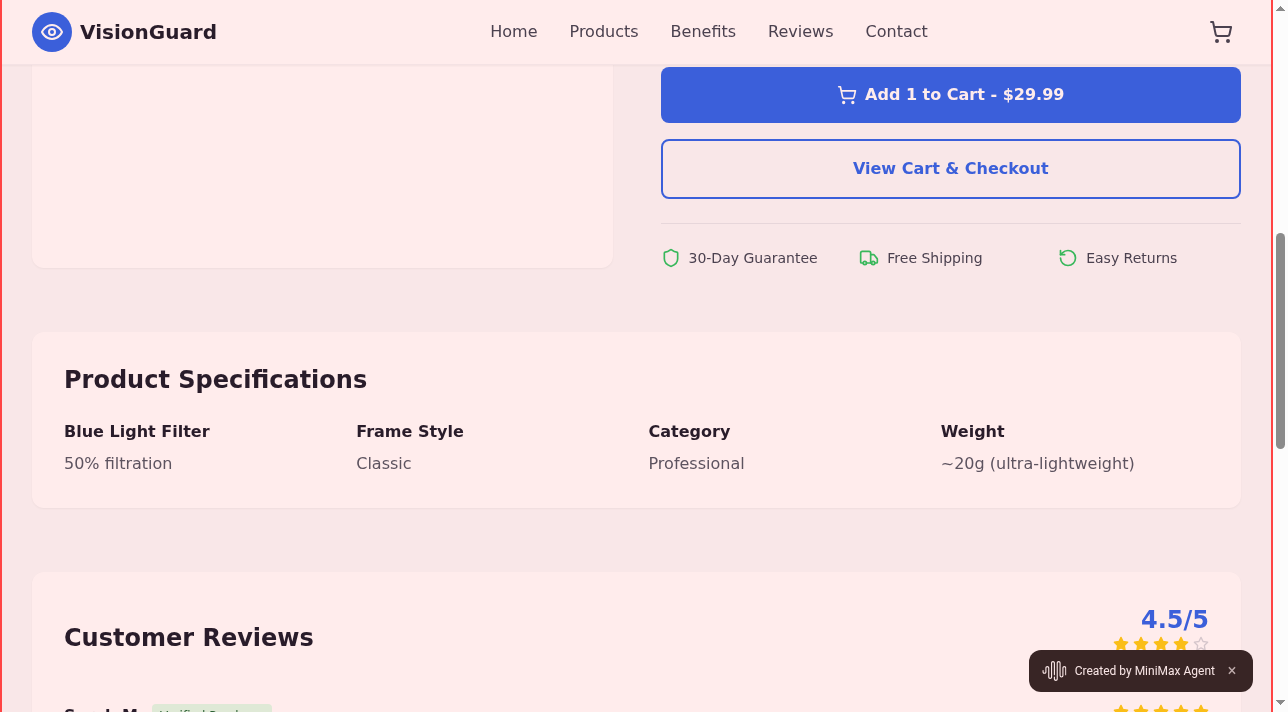 VisionGuard
Home Products Benefits Reviews Contact
Add 1 to Cart - $29.99
View Cart & Checkout
30-Day Guarantee Free Shipping Easy Returns
Product Specifications
Blue Light Filter Frame Style Category Weight
50% filtration Classic Professional ~20g (ultra-lightweight)
Customer Reviews
4.5/5
Created by MiniMax Agent